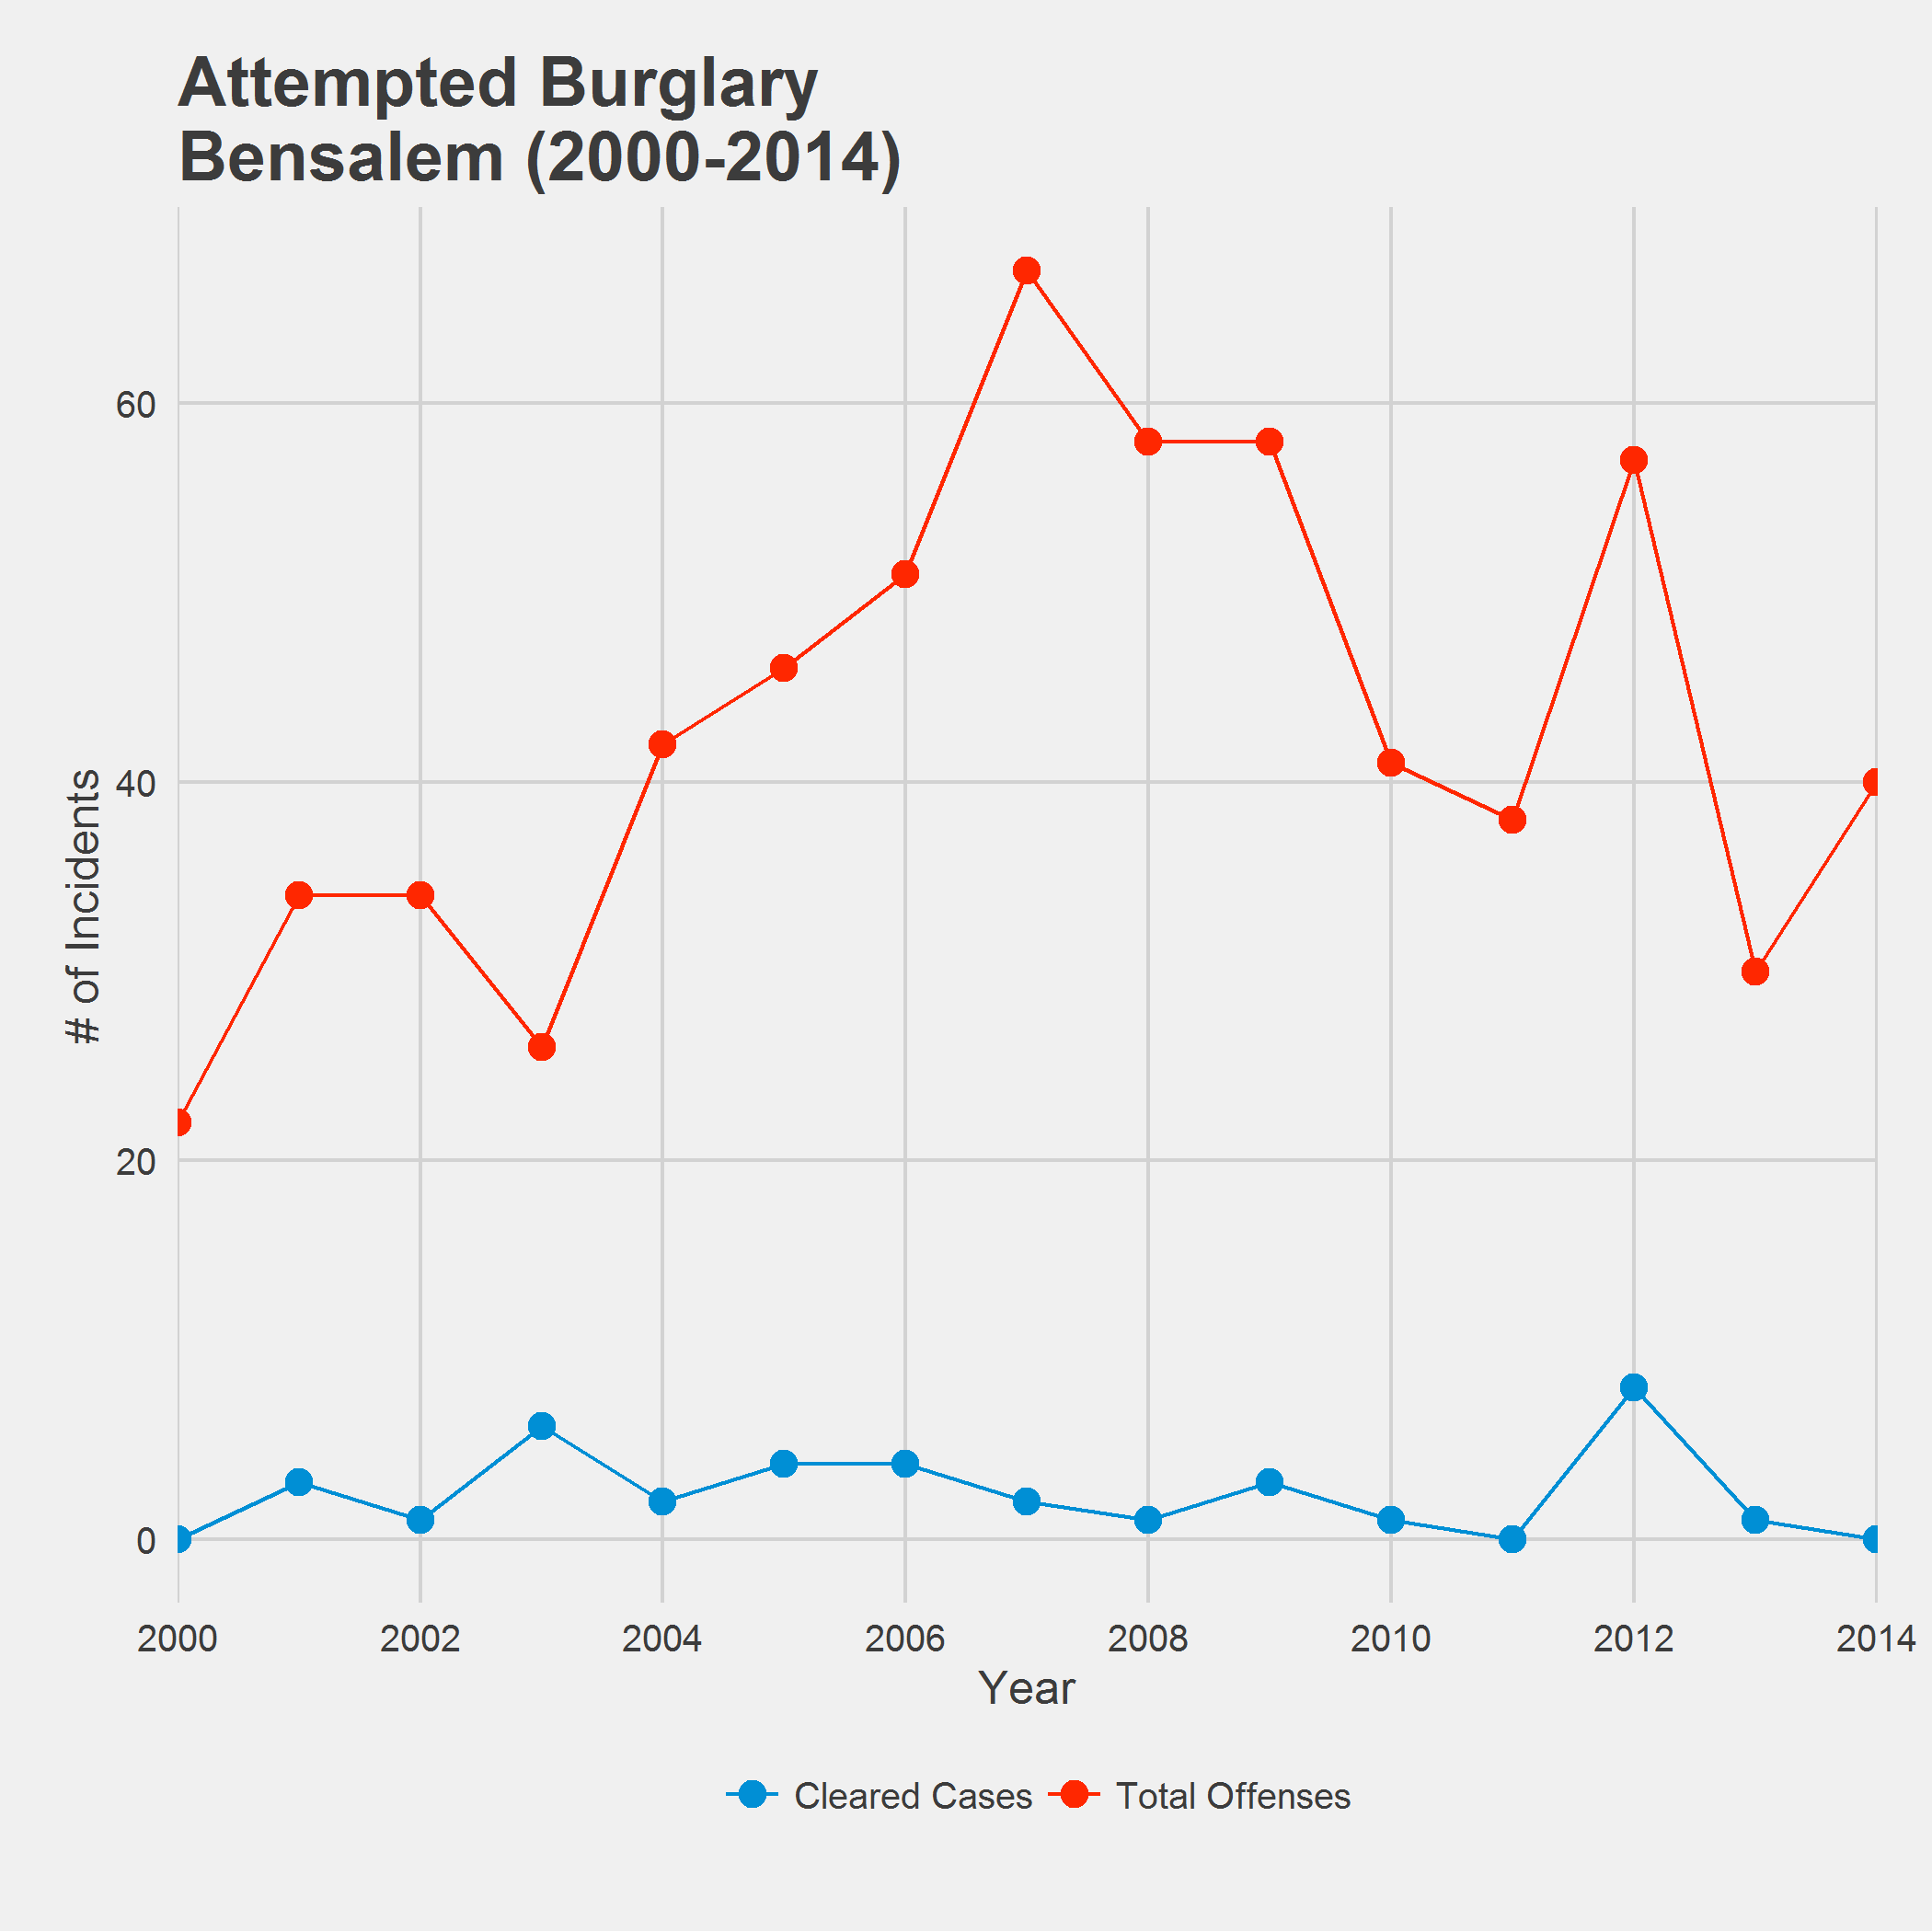 Attempted Burglary
Bensalem (2000-2014)
# of Incidents
60
40
20
0
2000 2002 2004 2006 2008 2010 2012 2014
Year
Cleared Cases Total Offenses